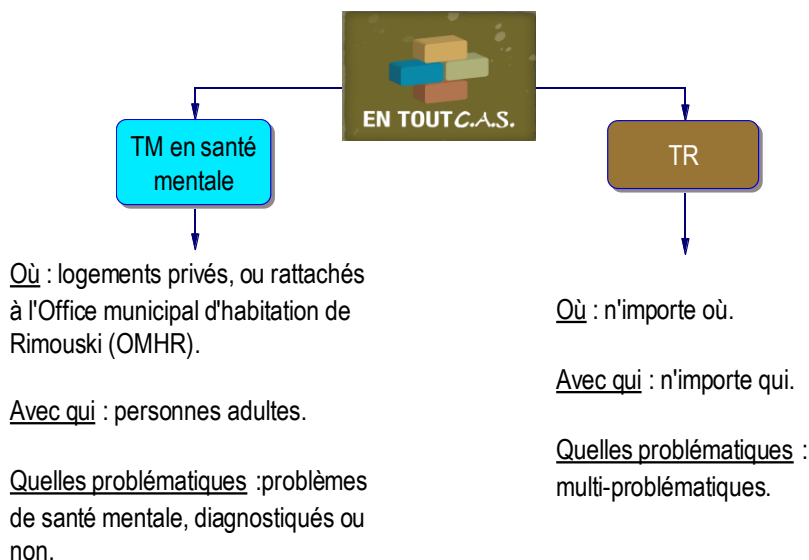 EN TOUT C.A.S.
TM en santé
mentale
TR
Où : logements privés, ou rattachés
à l'Office municipal d'habitation de
Rimouski (OMHR).
Avec qui : personnes adultes.
Quelles problématiques :problèmes
de santé mentale, diagnostiqués ou
non.
Où : n'importe où.
Avec qui : n'importe qui.
Quelles problématiques :
multi-problématiques.